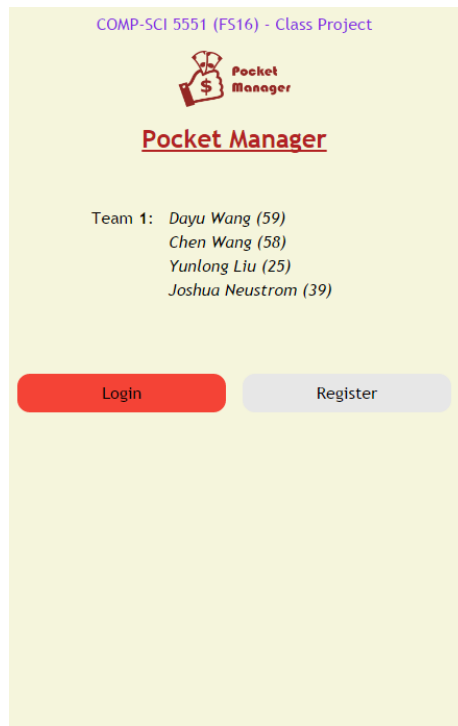 COMP-SCI 5551 (FS16) - Class Project
Pocket
Manager
$
Pocket Manager
Team 1: Dayu Wang (59)
Chen Wang (58)
Yunlong Liu (25)
Joshua Neustrom (39)
Login Register